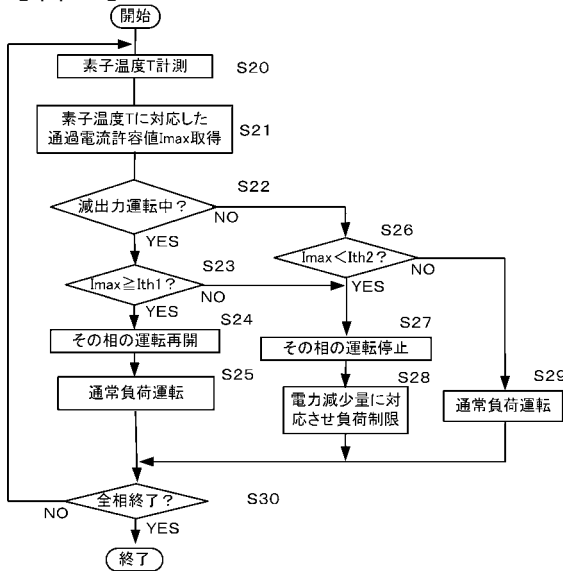 開始
素子温度T計測
S20
素子温度Tに対応した
通過電流許容値Imax取得
S21
S22
減出力運転中？
NO
YES
S26
Imax＜Ith2？
NO
YES
S23
Imax≧Ith1？
NO
YES
S24
その相の運転再開
S27
その相の運転停止
S25
通常負荷運転
S28
電力減少量に対
応させ負荷制限
S29
通常負荷運転
全相終了？
S30
NO
YES
終了